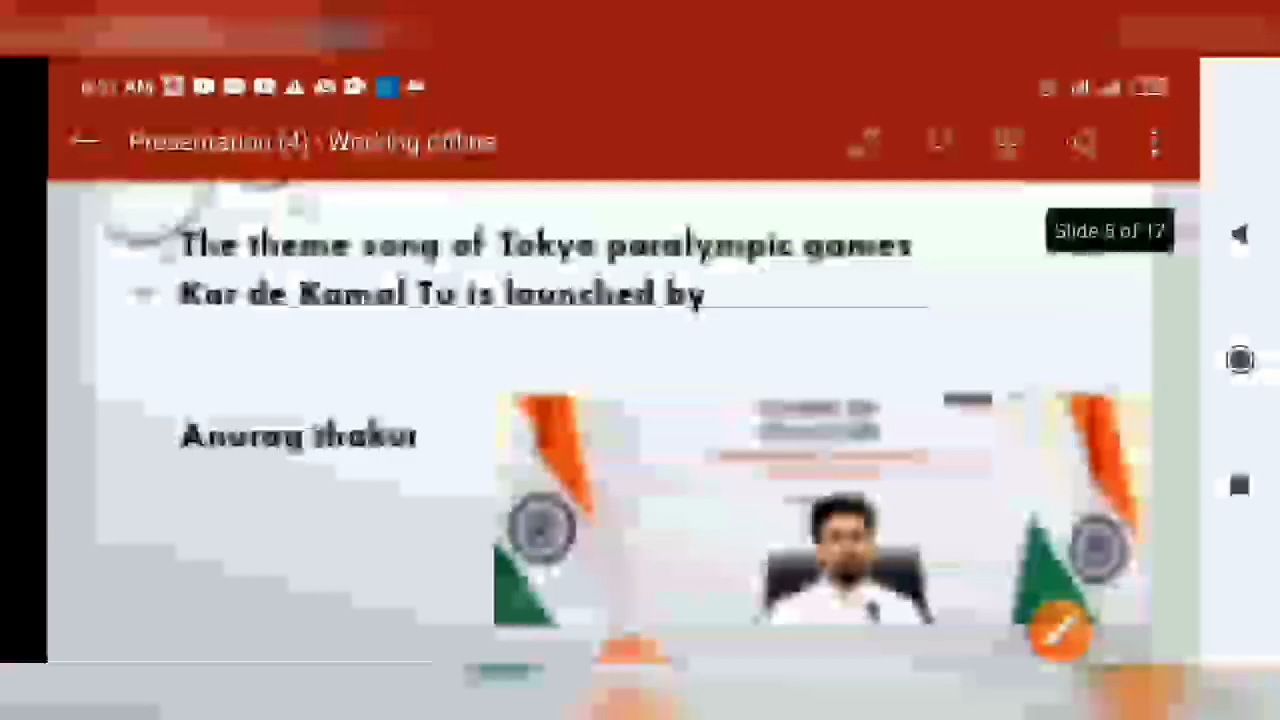 Presentation (4) · Working offline
Slide 8 of 17
The theme song of Tokyo paralympic games
Kar de Kamal Tu is launched by
Anurag thakur